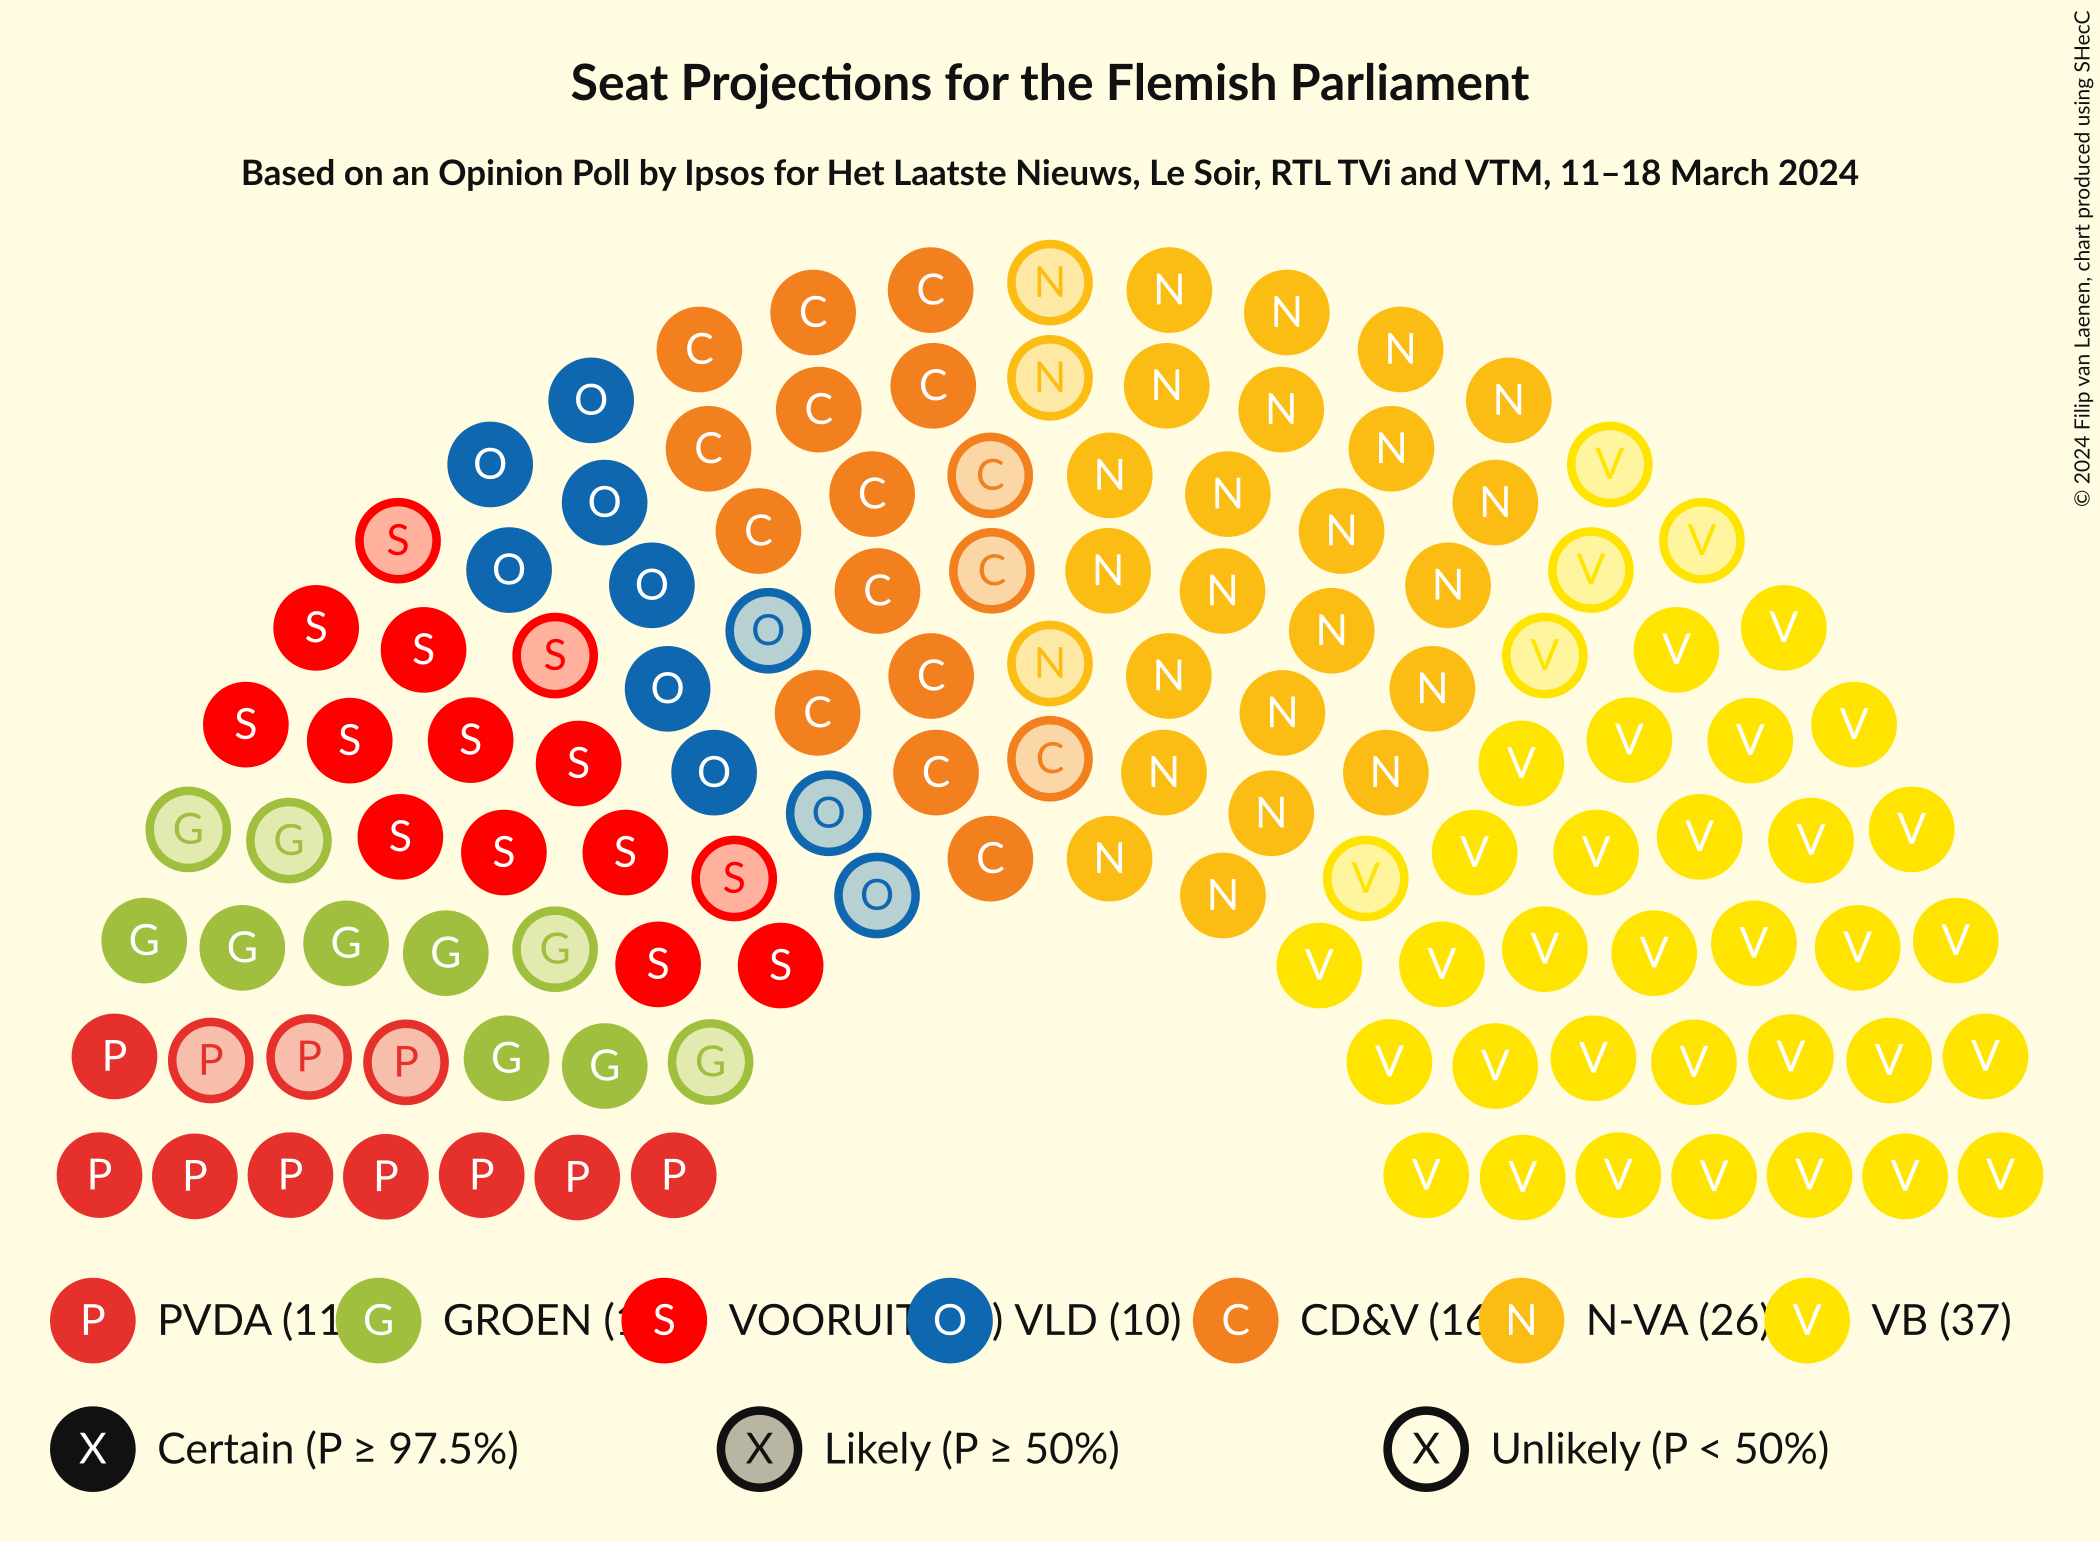 Seat Projections for the Flemish Parliament
Based on an Opinion Poll by Ipsos for Het Laatste Nieuws, Le Soir, RTL TVi and VTM, 11–18 March 2024
© 2024 Filip van Laenen, chart produced using SHecC
C C C N N N N N
O C C C N N N N V
O O C C C N N N N V V
S O O C C C N N N N V V
S S S O O C C N N N N V V V
S S S S O O C C N N N V V V V
G G S S S S O O C N N V V V V V V
G G G G G S S V V V V V V V
P P P P G G G V V V V V V V
P P P P P P P V V V V V V V
P PVDA (11 G GROEN ( S VOORUIT O ) VLD (10) C CD&V (16 N N-VA (26) V VB (37)
X Certain (P ≥ 97.5%) X Likely (P ≥ 50%) X Unlikely (P < 50%)